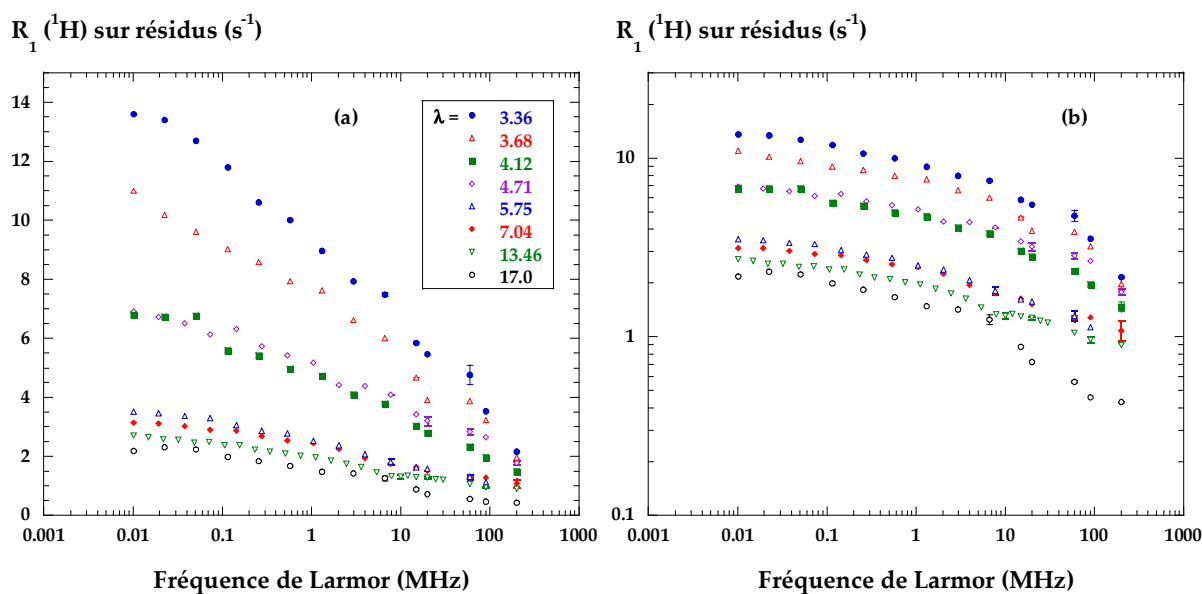 R1 (1H) sur résidus (s-1)
14
12
10
8
6
4
2
0
0.001 0.01 0.1 1 10 100 1000
Fréquence de Larmor (MHz)
(a)
λ = 3.36
3.68
4.12
4.71
5.75
7.04
13.46
17.0
R1 (1H) sur résidus (s-1)
10
1
0.1
0.001 0.01 0.1 1 10 100 1000
Fréquence de Larmor (MHz)
(b)